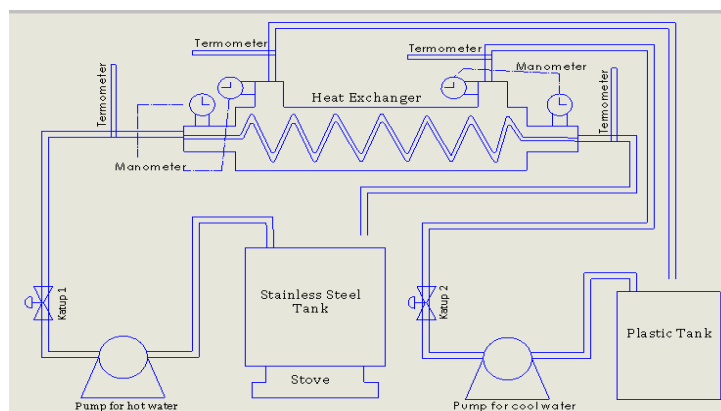 Termometer
Termometer
Manometer
Termometer
Heat Exchanger
Termometer
Manometer
Katup 1
Stainless Steel
Tank
Katup 2
Plastic Tank
Stove
Pump for hot water
Pump for cool water